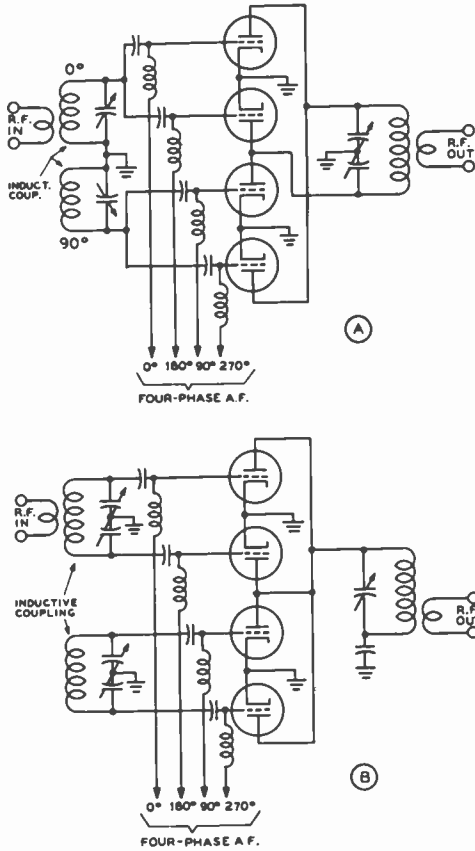 0°
R.F.
IN
INDUCT.
COUP.
90°
R.F.
OUT
A
0° 180° 90° 270°
FOUR-PHASE A.F.
R.F.
IN
INDUCTIVE
COUPLING
R.F.
OUT
B
0° 180° 90° 270°
FOUR-PHASE A.F.